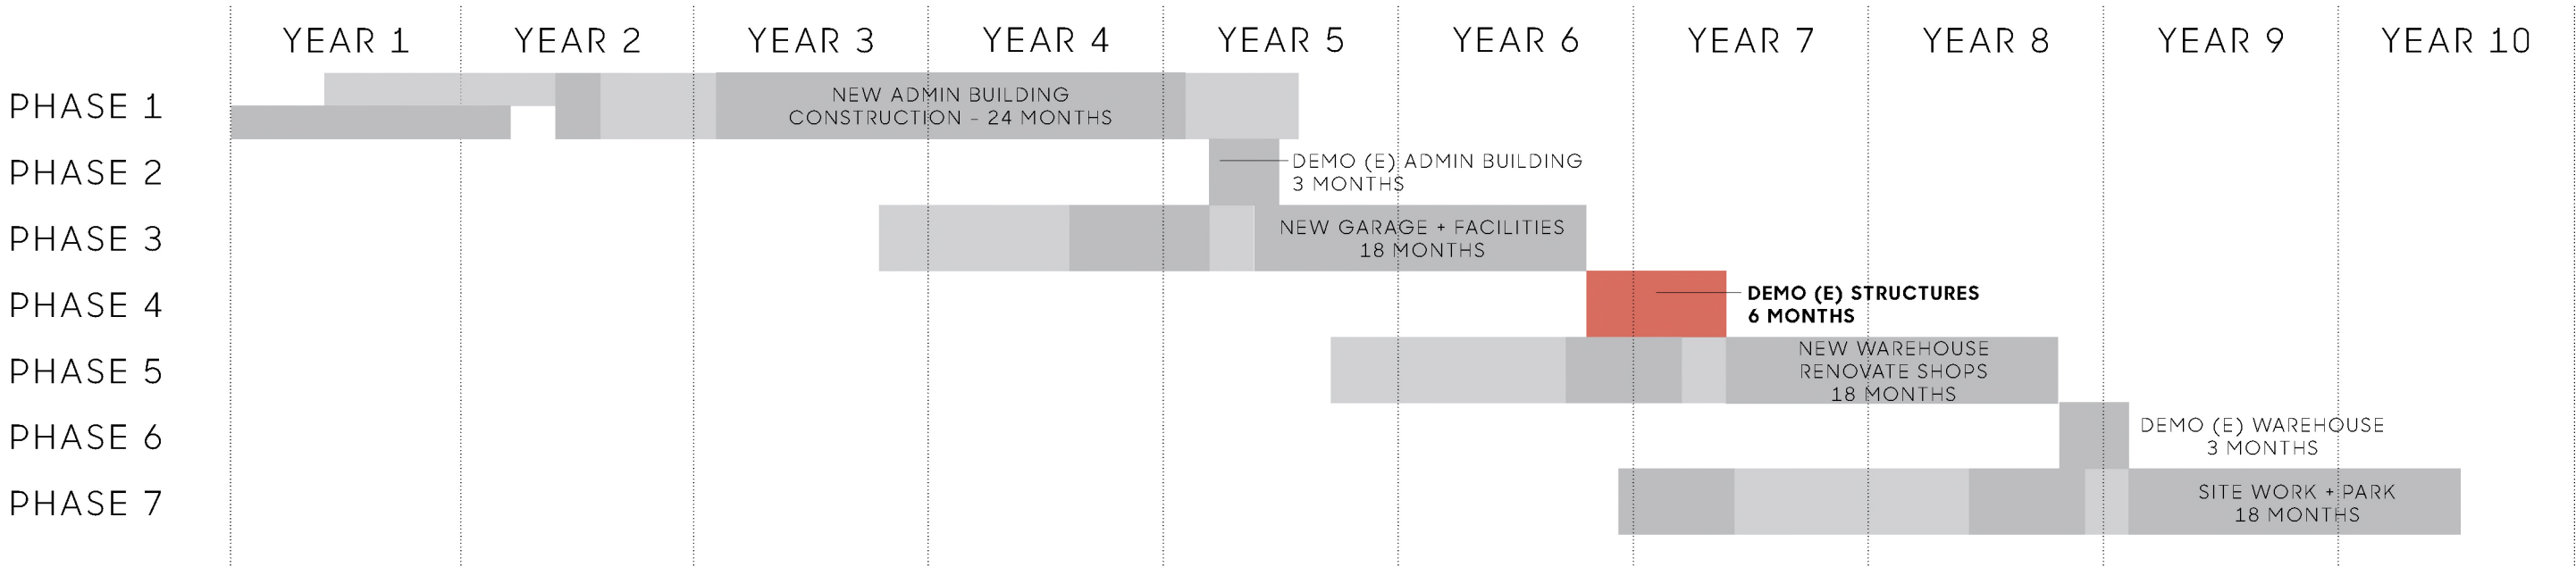 YEAR 1 YEAR 2 YEAR 3 YEAR 4 YEAR 5 YEAR 6 YEAR 7 YEAR 8 YEAR 9 YEAR 10
PHASE 1
NEW ADMIN BUILDING
CONSTRUCTION - 24 MONTHS
PHASE 2
DEMO (E) ADMIN BUILDING
3 MONTHS
PHASE 3
NEW GARAGE + FACILITIES
18 MONTHS
PHASE 4
DEMO (E) STRUCTURES
6 MONTHS
PHASE 5
NEW WAREHOUSE
RENOVATE SHOPS
18 MONTHS
PHASE 6
DEMO (E) WAREHOUSE
3 MONTHS
PHASE 7
SITE WORK + PARK
18 MONTHS